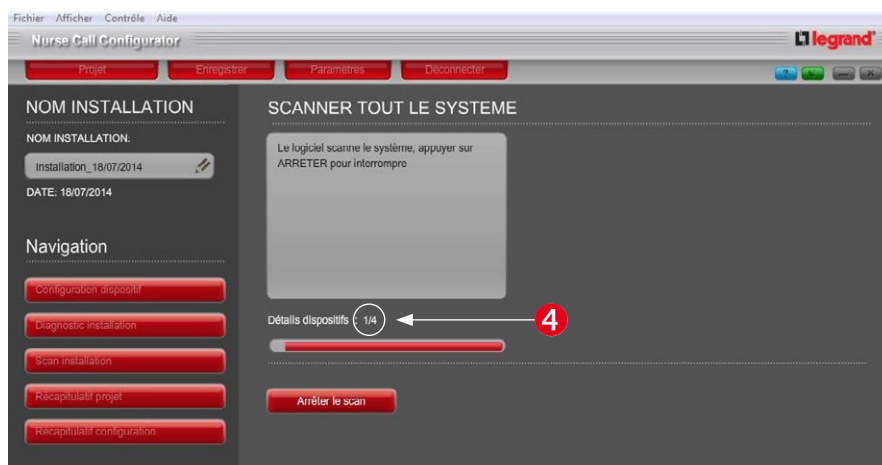 Fichier Afficher Contrôle Aide
Nurse Call Configurator
legrand
Projet Enregistrer Paramètres Déconnecter
?
NOM INSTALLATION
NOM INSTALLATION:
Installation_18/07/2014
DATE: 18/07/2014
Navigation
Configuration dispositif
Diagnostic installation
Scan installation
Récapitulatif projet
Récapitulatif configuration
SCANNER TOUT LE SYSTEME
Le logiciel scanne le système, appuyer sur
ARRETER pour interrompre
Détails dispositifs : 1/4
4
Arrêter le scan